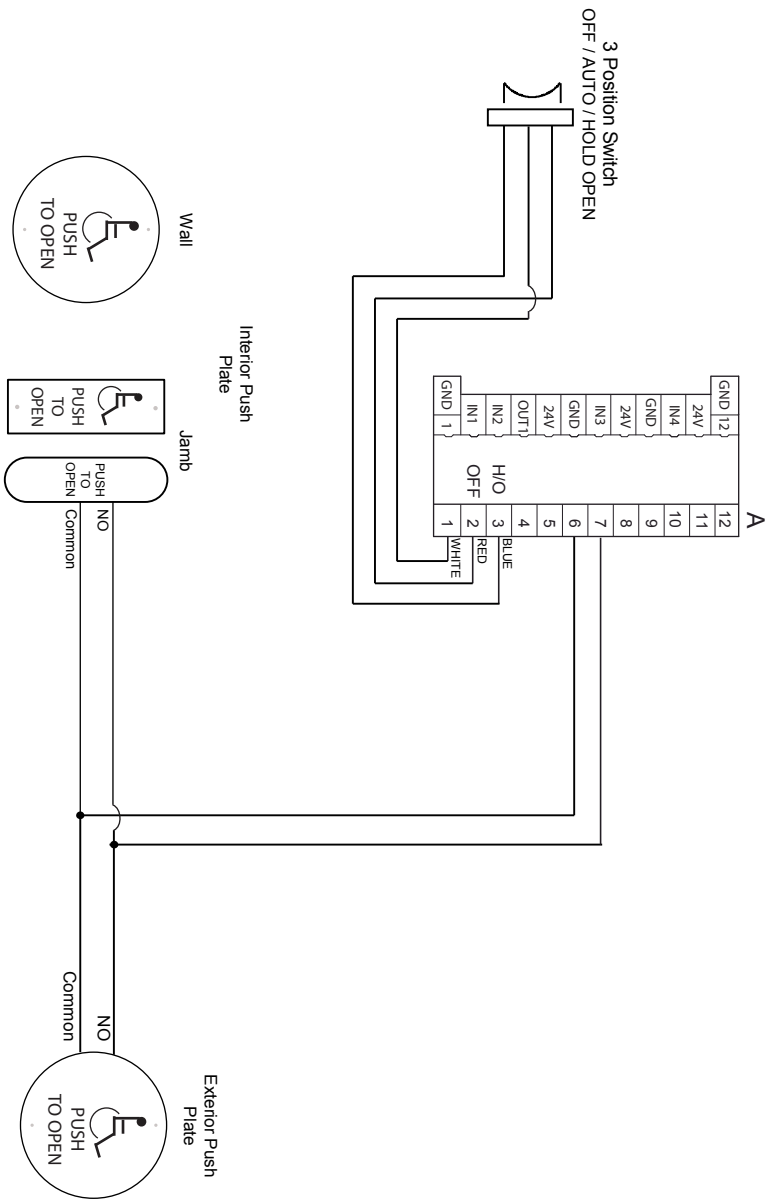 3 Position Switch
OFF / AUTO / HOLD OPEN
A
GND 12
24V
IN4
GND
24V
IN3
GND
24V
OUT1
IN2
IN1
GND 1
H/O
OFF
12
11
10
9
8
7
6
5
4
3
2
1
BLUE
RED
WHITE
Interior Push
Plate
Wall
PUSH
TO OPEN
Jamb
PUSH
TO
OPEN
PUSH
TO
OPEN
NO
Common
NO
Common
Exterior Push
Plate
PUSH
TO OPEN